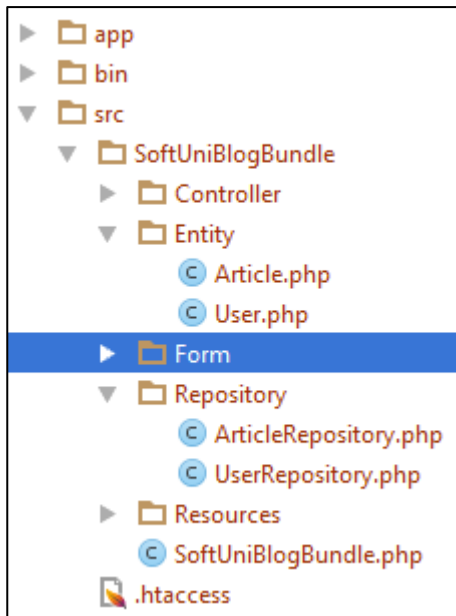 app
bin
src
SoftUniBlogBundle
Controller
Entity
Article.php
User.php
Form
Repository
ArticleRepository.php
UserRepository.php
Resources
SoftUniBlogBundle.php
.htaccess